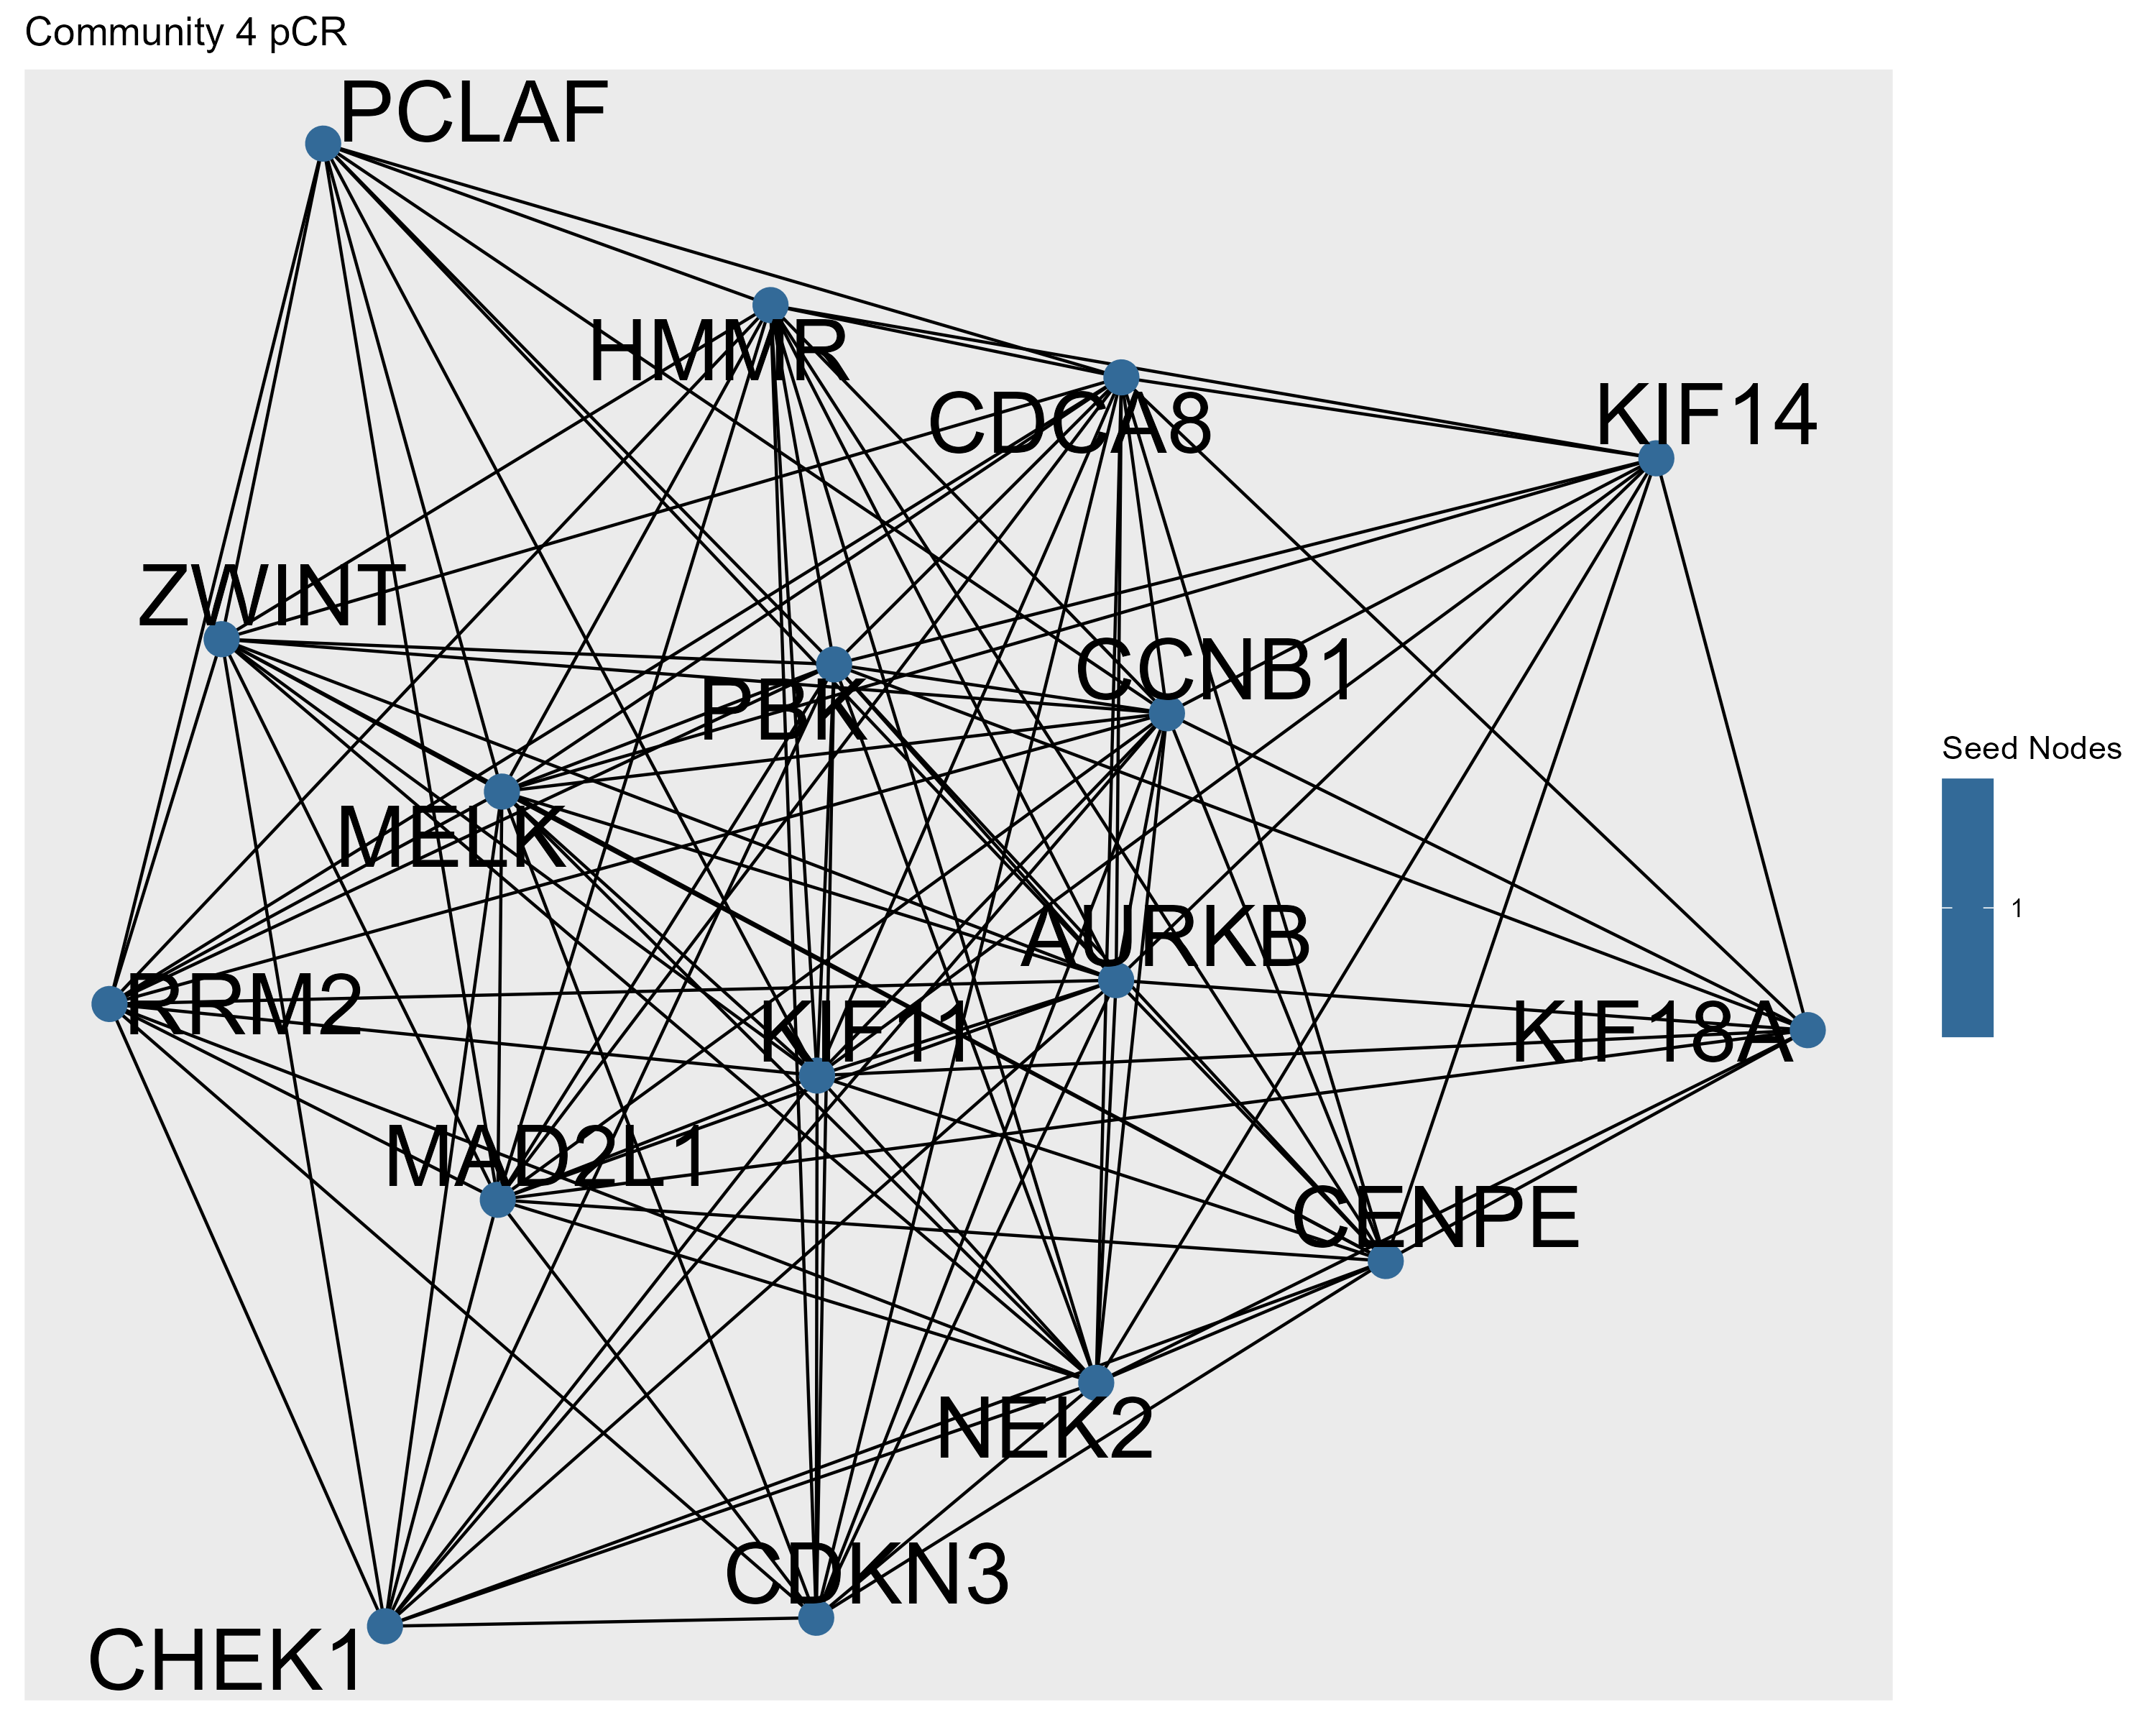 Community 4 pCR
PCLAF
HMMR
CDCA8
KIF14
ZWINT
CCNB1
PBK
MELK
AURKB
RRM2
KIF11
KIF18A
MAD2L1
CENPE
NEK2
CDKN3
CHEK1
Seed Nodes
1